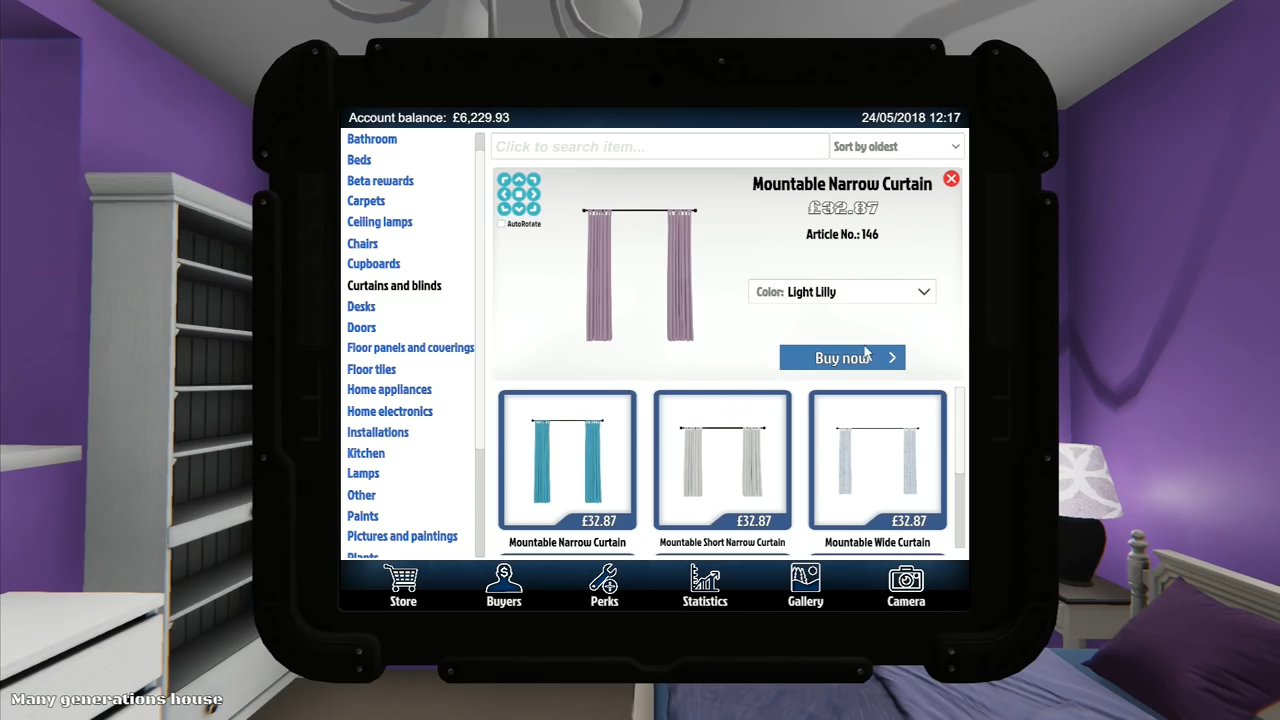 Account balance: £6,229.93
24/05/2018 12:17
Bathroom
Beds
Beta rewards
Carpets
Ceiling lamps
Chairs
Cupboards
Curtains and blinds
Desks
Doors
Floor panels and coverings
Floor tiles
Home appliances
Home electronics
Installations
Kitchen
Lamps
Other
Paints
Pictures and paintings
Plants
Click to search item...
Sort by oldest
AutoRotate
Mountable Narrow Curtain
£32.87
Article No.: 146
Color: Light Lilly
Buy now
£32.87
£32.87
£32.87
Mountable Narrow Curtain
Mountable Short Narrow Curtain
Mountable Wide Curtain
Store
Buyers
Perks
Statistics
Gallery
Camera
Many generations house